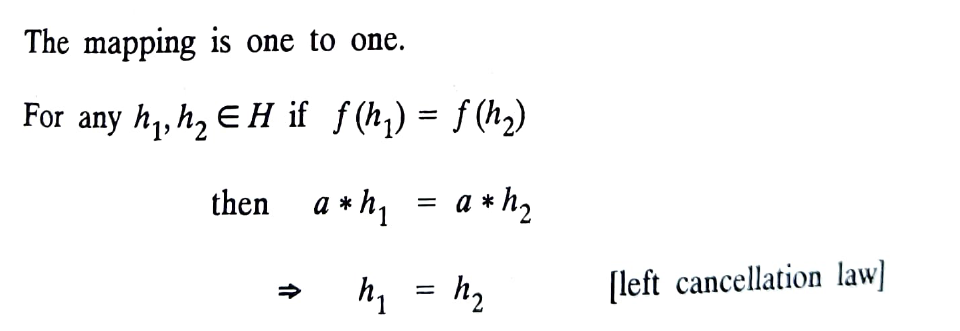 The mapping is one to one.
For any h₁, h₂ ∈ H if f(h₁) = f(h₂)
then a * h₁ = a * h₂
⇒ h₁ = h₂ [left cancellation law]